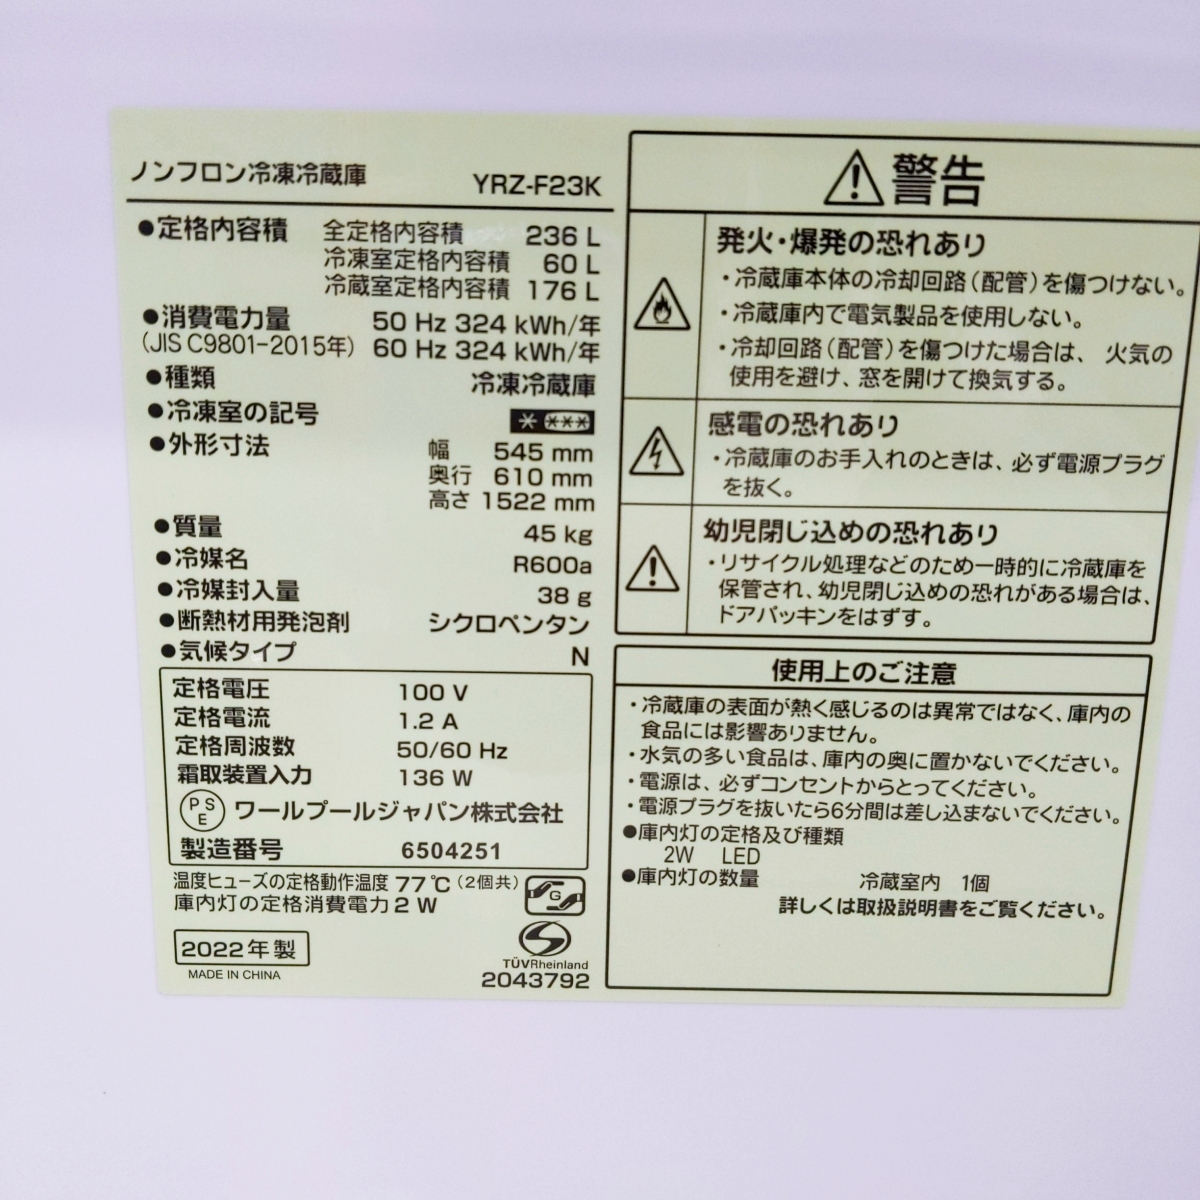 ノンフロン冷凍冷蔵庫 YRZ-F23K
●定格内容積 全定格内容積 236 L
冷凍室定格内容積 60 L
冷蔵室定格内容積 176 L
●消費電力量 50 Hz 324 kWh/年
(JIS C9801-2015年) 60 Hz 324 kWh/年
●種類 冷凍冷蔵庫
●冷凍室の記号 * ***
●外形寸法 幅 545 mm
奥行 610 mm
高さ 1522 mm
●質量 45 kg
●冷媒名 R600a
●冷媒封入量 38 g
●断熱材用発泡剤 シクロペンタン
●気候タイプ N
定格電圧 100 V
定格電流 1.2 A
定格周波数 50/60 Hz
霜取装置入力 136 W
PSE ワールプールジャパン株式会社
製造番号 6504251
温度ヒューズの定格動作温度 77℃ (2個共)
庫内灯の定格消費電力 2 W
G
2022年製
MADE IN CHINA
TÜVRheinland
2043792
警告
発火・爆発の恐れあり
・冷蔵庫本体の冷却回路(配管)を傷つけない。
・冷蔵庫内で電気製品を使用しない。
・冷却回路(配管)を傷つけた場合は、火気の
使用を避け、窓を開けて換気する。
感電の恐れあり
・冷蔵庫のお手入れのときは、必ず電源プラグ
を抜く。
幼児閉じ込めの恐れあり
・リサイクル処理などのため一時的に冷蔵庫を
保管され、幼児閉じ込めの恐れがある場合は、
ドアパッキンをはずす。
使用上のご注意
・冷蔵庫の表面が熱く感じるのは異常ではなく、庫内の
食品には影響ありません。
・水気の多い食品は、庫内の奥に置かないでください。
・電源は、必ずコンセントからとってください。
・電源プラグを抜いたら6分間は差し込まないでください。
●庫内灯の定格及び種類
2W LED
●庫内灯の数量 冷蔵室内 1個
詳しくは取扱説明書をご覧ください。